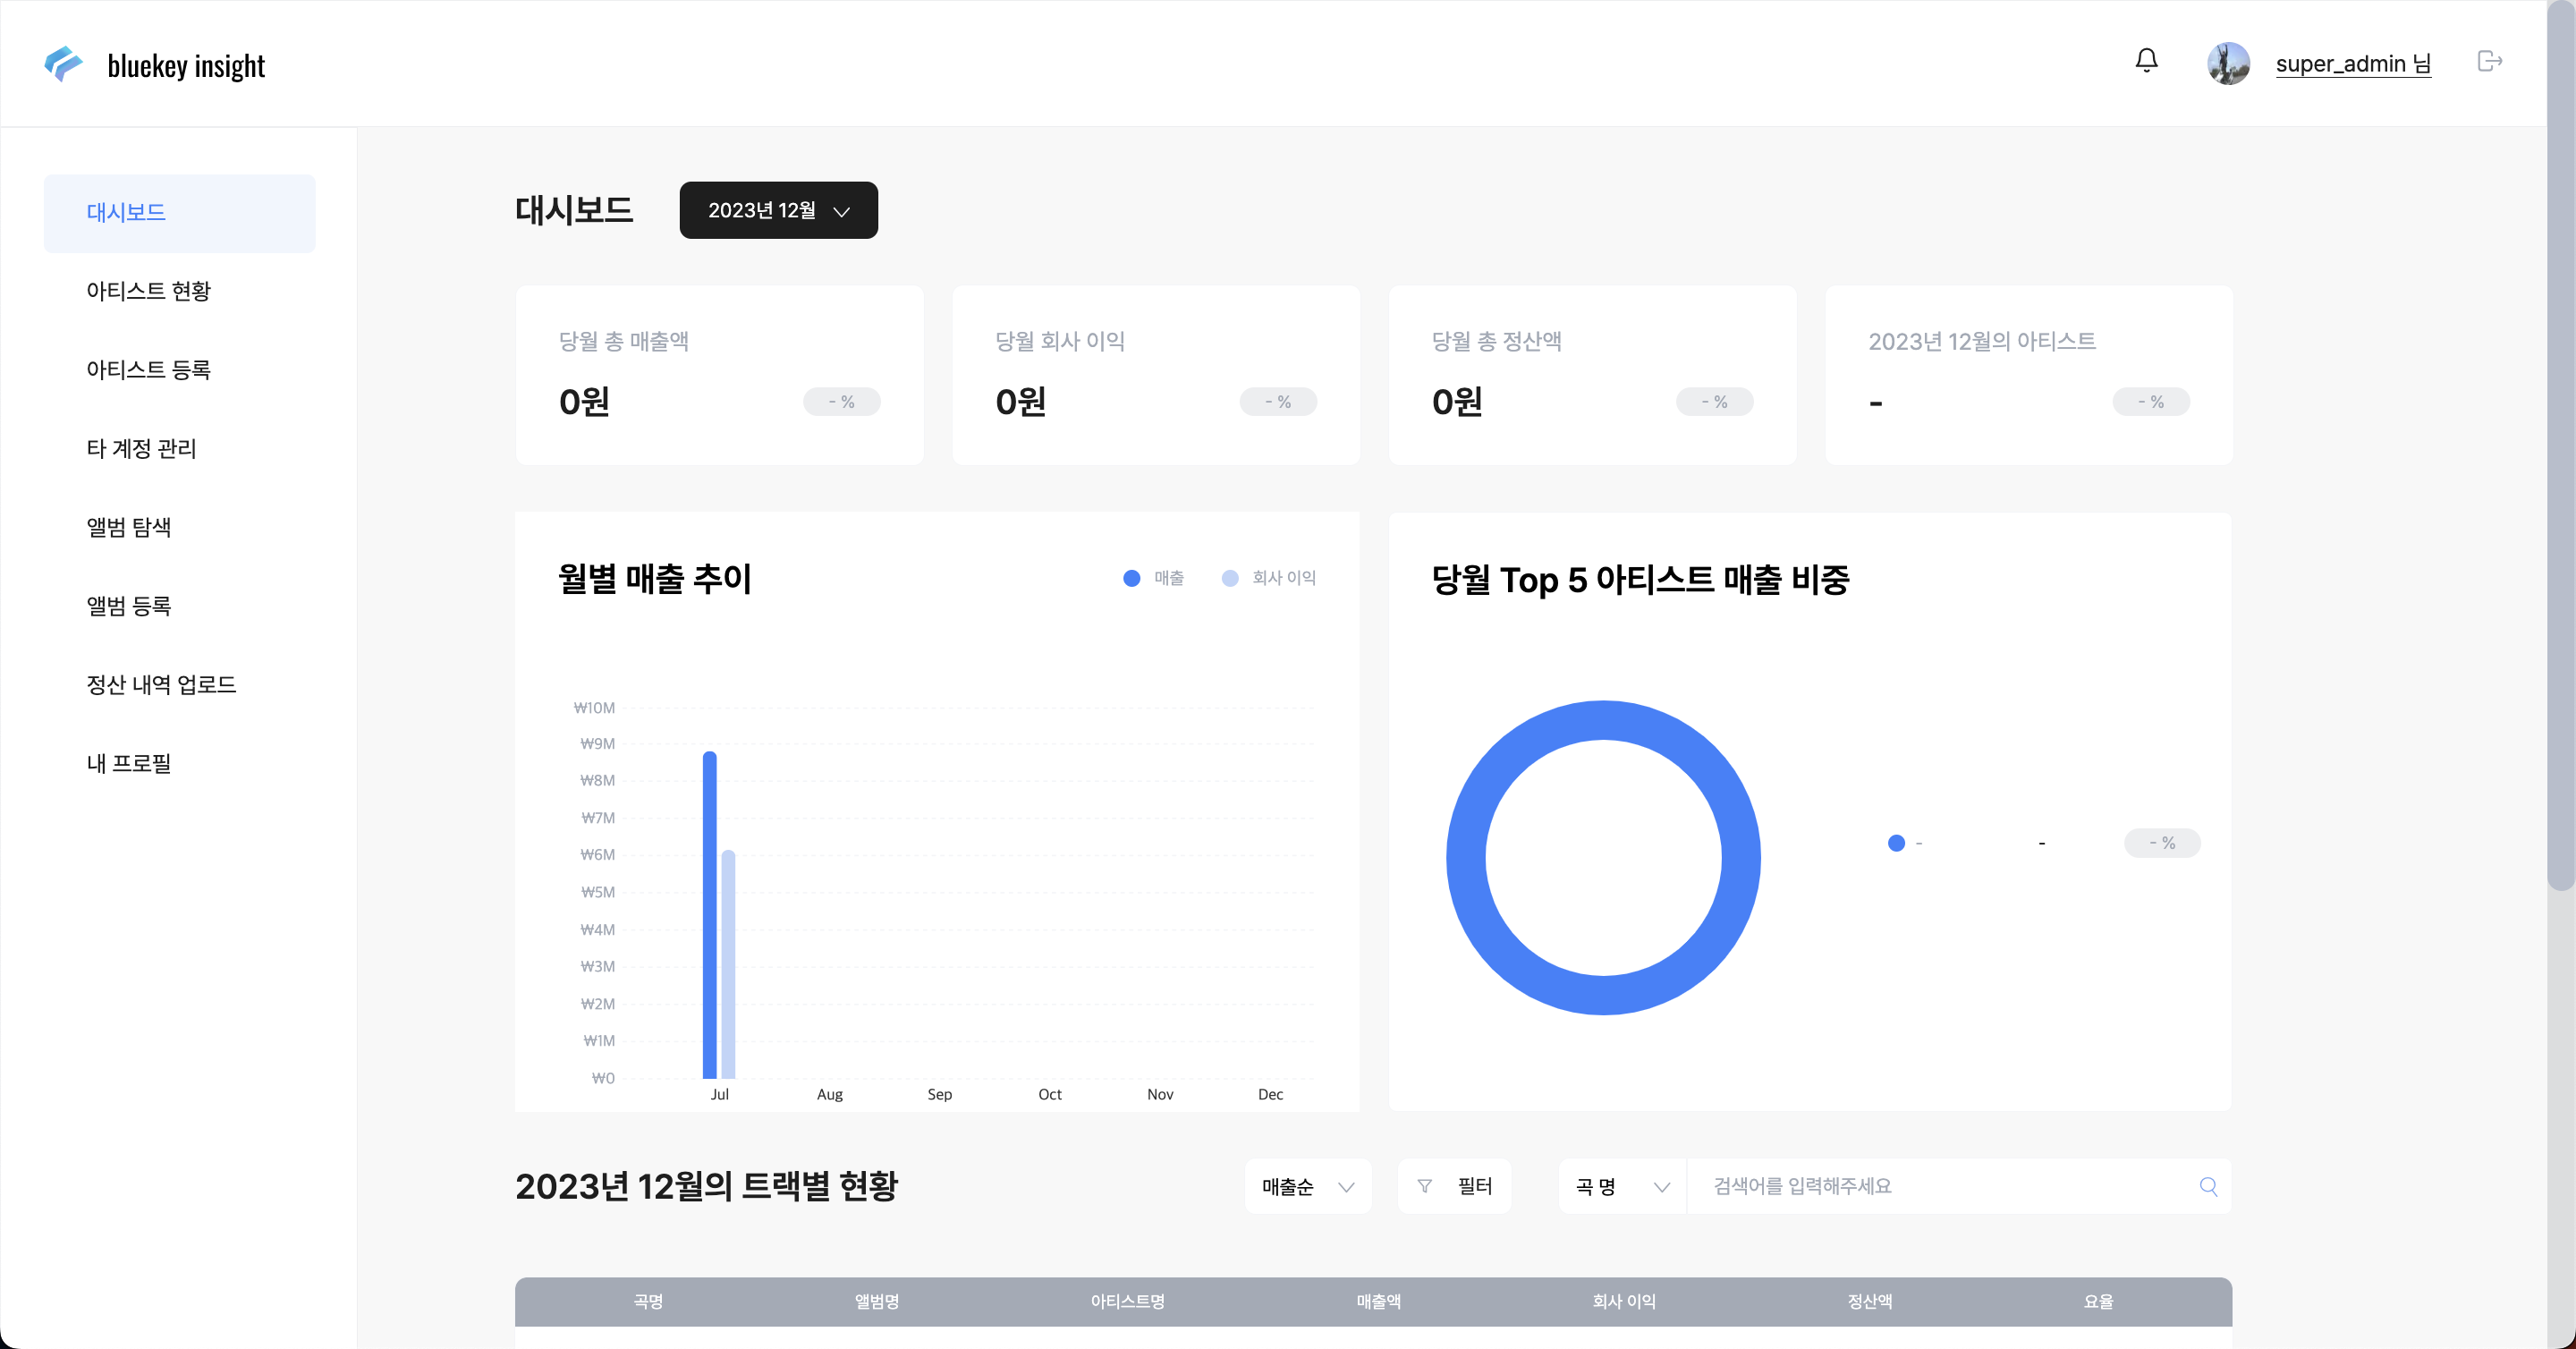 bluekey insight
super_admin 님
대시보드
아티스트 현황
아티스트 등록
타 계정 관리
앨범 탐색
앨범 등록
정산 내역 업로드
내 프로필
대시보드
2023년 12월
당월 총 매출액
0원
- %
당월 회사 이익
0원
- %
당월 총 정산액
0원
- %
2023년 12월의 아티스트
-
- %
월별 매출 추이
매출
회사 이익
₩10M
₩9M
₩8M
₩7M
₩6M
₩5M
₩4M
₩3M
₩2M
₩1M
₩0
Jul Aug Sep Oct Nov Dec
당월 Top 5 아티스트 매출 비중
- - - %
2023년 12월의 트랙별 현황
매출순
필터
곡 명
검색어를 입력해주세요
곡명 앨범명 아티스트명 매출액 회사 이익 정산액 요율